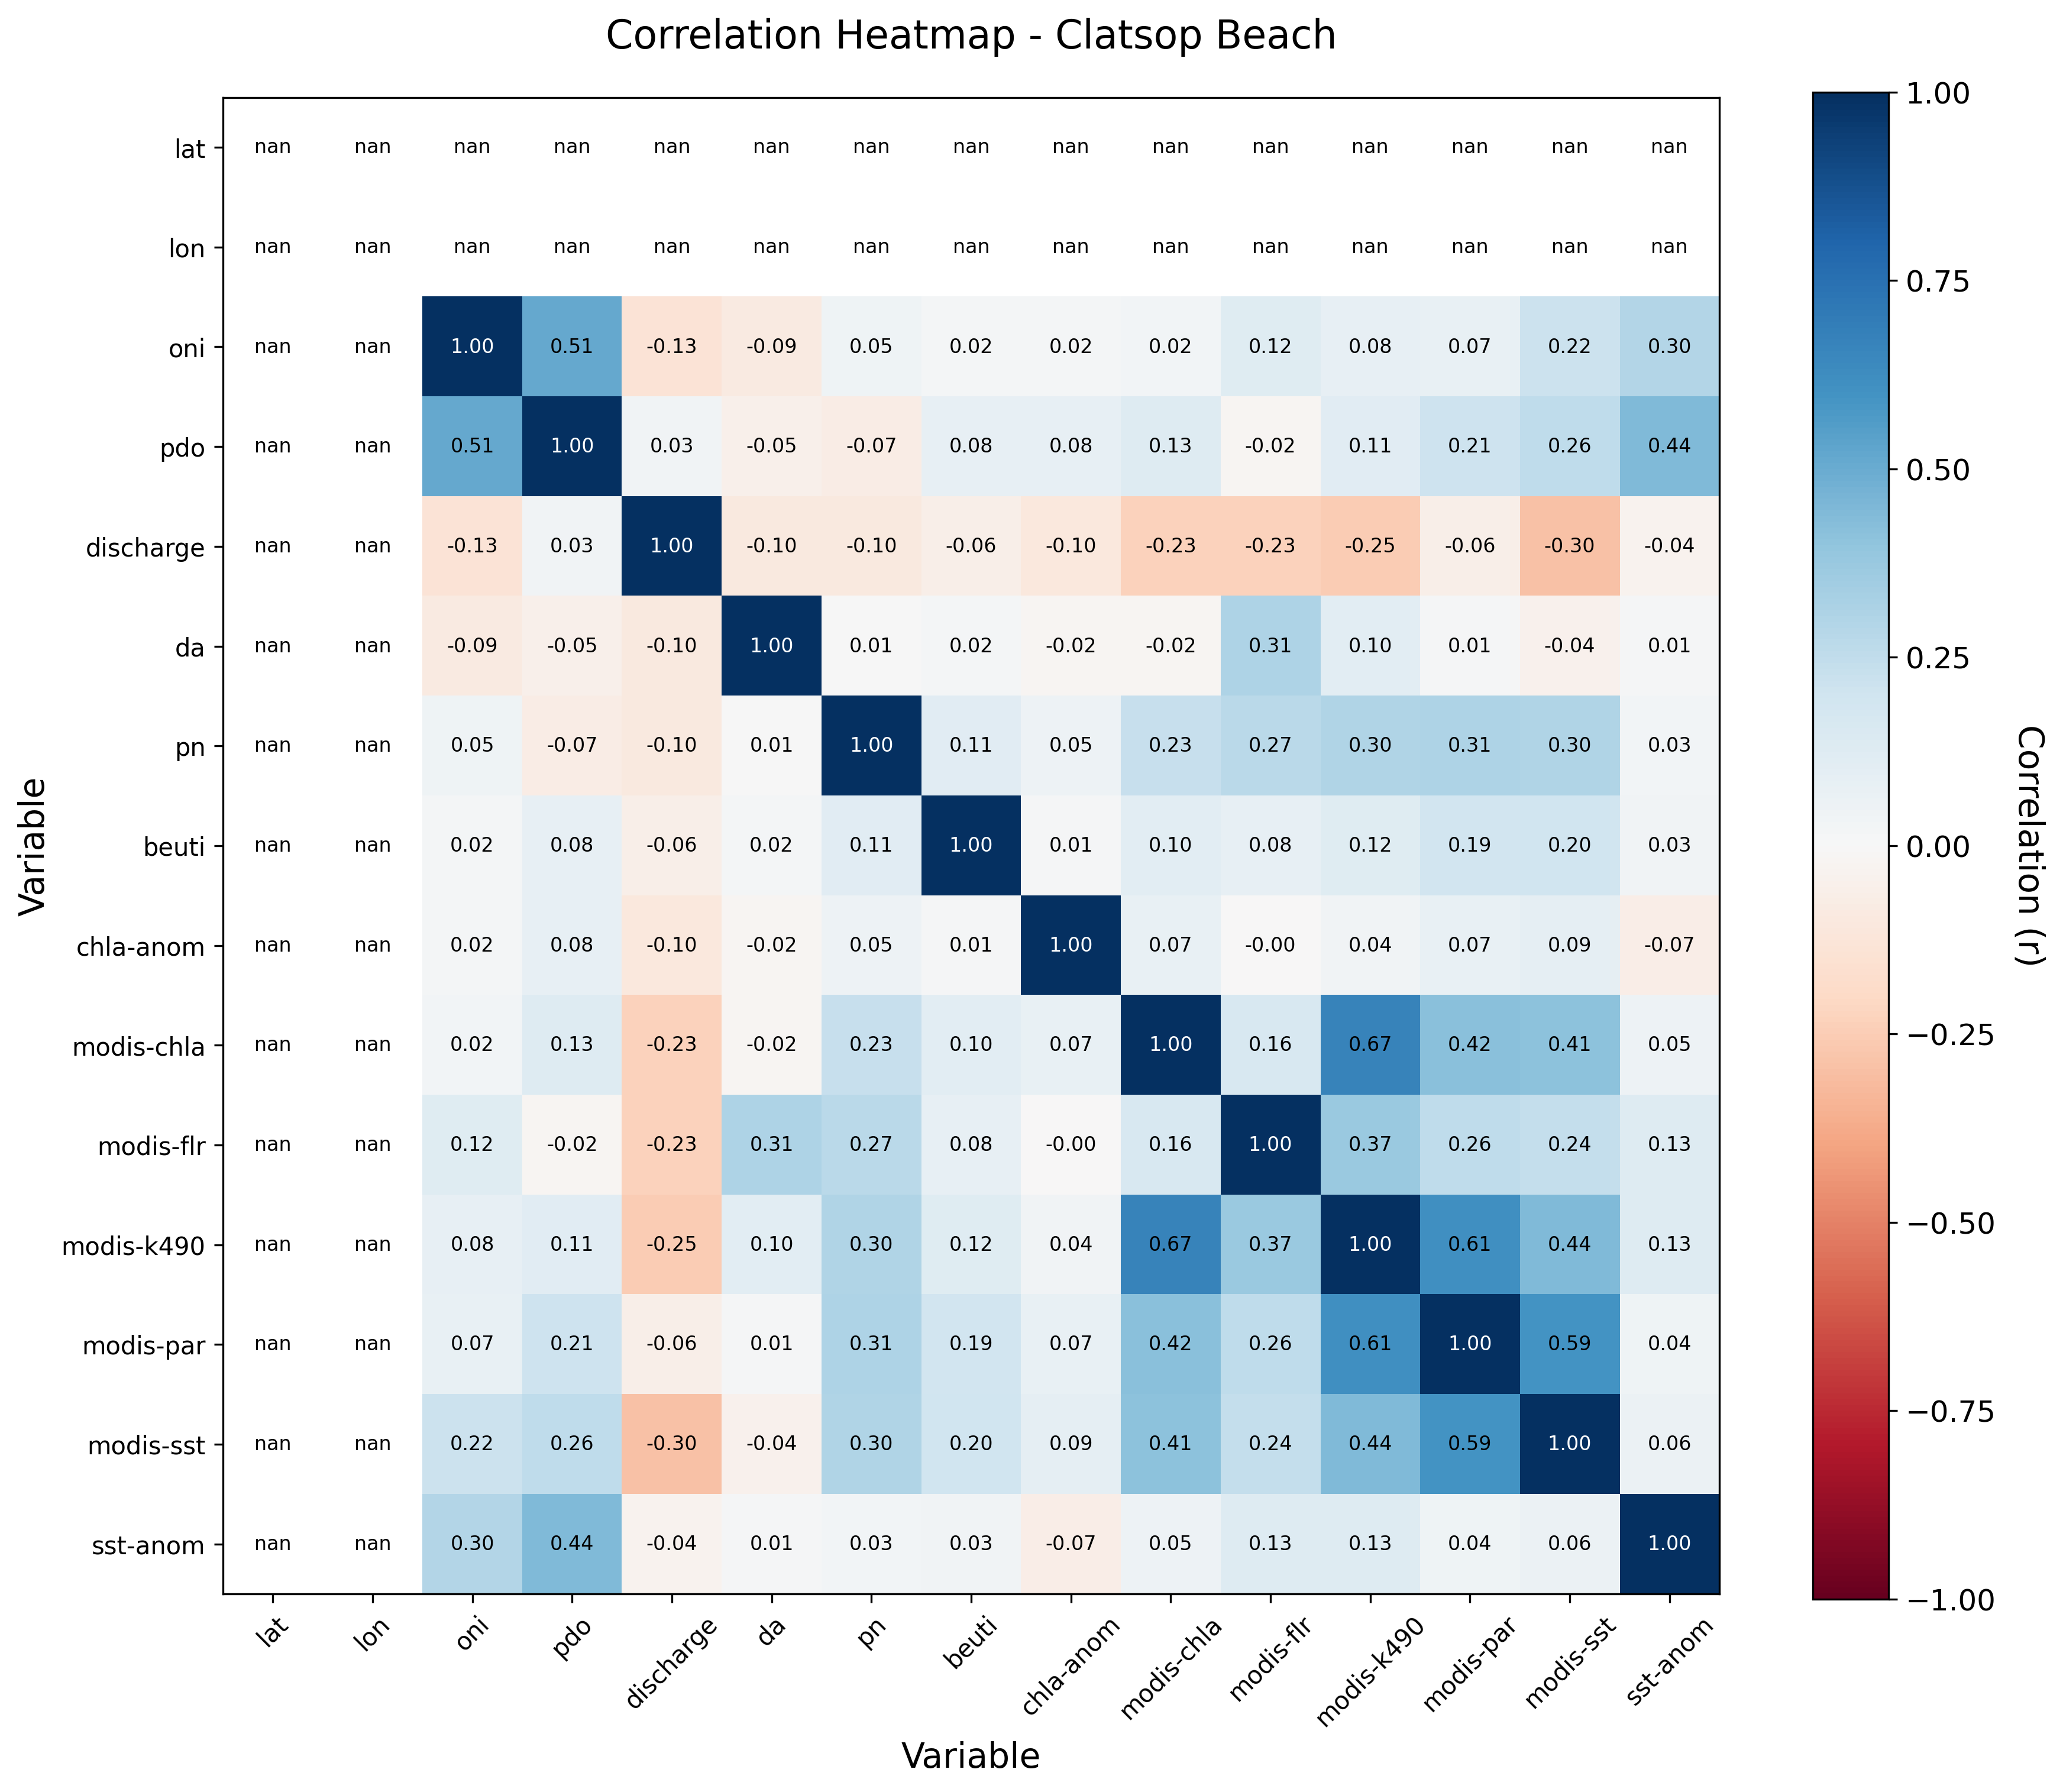 Correlation Heatmap - Clatsop Beach
lat nan nan nan nan nan nan nan nan nan nan nan nan nan nan nan
lon nan nan nan nan nan nan nan nan nan nan nan nan nan nan nan
oni nan nan 1.00 0.51 -0.13 -0.09 0.05 0.02 0.02 0.02 0.12 0.08 0.07 0.22 0.30
pdo nan nan 0.51 1.00 0.03 -0.05 -0.07 0.08 0.08 0.13 -0.02 0.11 0.21 0.26 0.44
discharge nan nan -0.13 0.03 1.00 -0.10 -0.10 -0.06 -0.10 -0.23 -0.23 -0.25 -0.06 -0.30 -0.04
da nan nan -0.09 -0.05 -0.10 1.00 0.01 0.02 -0.02 -0.02 0.31 0.10 0.01 -0.04 0.01
pn nan nan 0.05 -0.07 -0.10 0.01 1.00 0.11 0.05 0.23 0.27 0.30 0.31 0.30 0.03
beuti nan nan 0.02 0.08 -0.06 0.02 0.11 1.00 0.01 0.10 0.08 0.12 0.19 0.20 0.03
chla-anom nan nan 0.02 0.08 -0.10 -0.02 0.05 0.01 1.00 0.07 -0.00 0.04 0.07 0.09 -0.07
modis-chla nan nan 0.02 0.13 -0.23 -0.02 0.23 0.10 0.07 1.00 0.16 0.67 0.42 0.41 0.05
modis-flr nan nan 0.12 -0.02 -0.23 0.31 0.27 0.08 -0.00 0.16 1.00 0.37 0.26 0.24 0.13
modis-k490 nan nan 0.08 0.11 -0.25 0.10 0.30 0.12 0.04 0.67 0.37 1.00 0.61 0.44 0.13
modis-par nan nan 0.07 0.21 -0.06 0.01 0.31 0.19 0.07 0.42 0.26 0.61 1.00 0.59 0.04
modis-sst nan nan 0.22 0.26 -0.30 -0.04 0.30 0.20 0.09 0.41 0.24 0.44 0.59 1.00 0.06
sst-anom nan nan 0.30 0.44 -0.04 0.01 0.03 0.03 -0.07 0.05 0.13 0.13 0.04 0.06 1.00
lat lon oni pdo discharge da pn beuti chla-anom modis-chla modis-flr modis-k490 modis-par modis-sst sst-anom
Variable
Variable
1.00
0.75
0.50
0.25
0.00
−0.25
−0.50
−0.75
−1.00
Correlation (r)